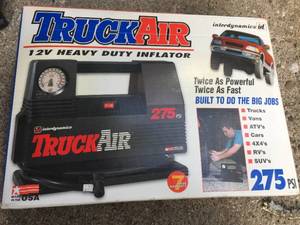 TRUCKAIR
12V HEAVY DUTY INFLATOR
interdynamics
Twice As Powerful
Twice As Fast
BUILT TO DO THE BIG JOBS
Trucks
Vans
ATV's
Cars
4X4's
RV's
SUV's
275 PSI
275
interdynamics
TRUCKAIR
7
USA